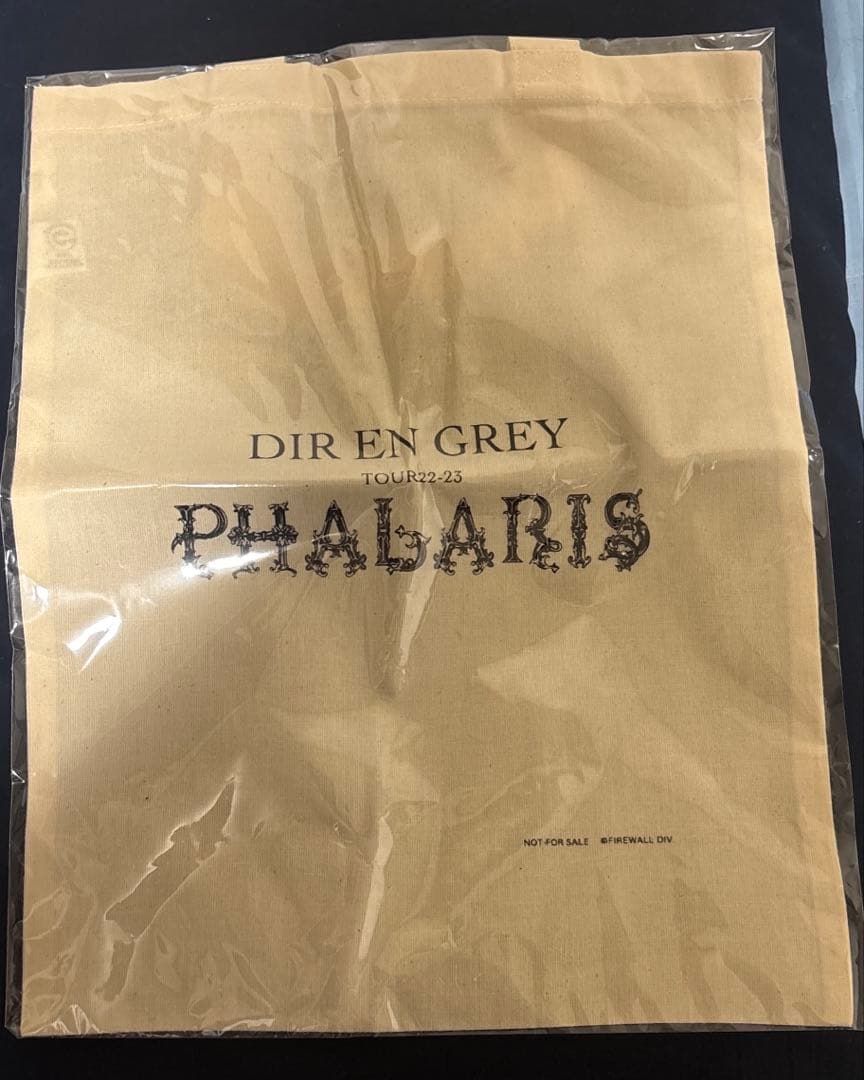 DIR EN GREY
TOUR22-23
PHALARIS
NOT FOR SALE ©FIREWALL DIV.